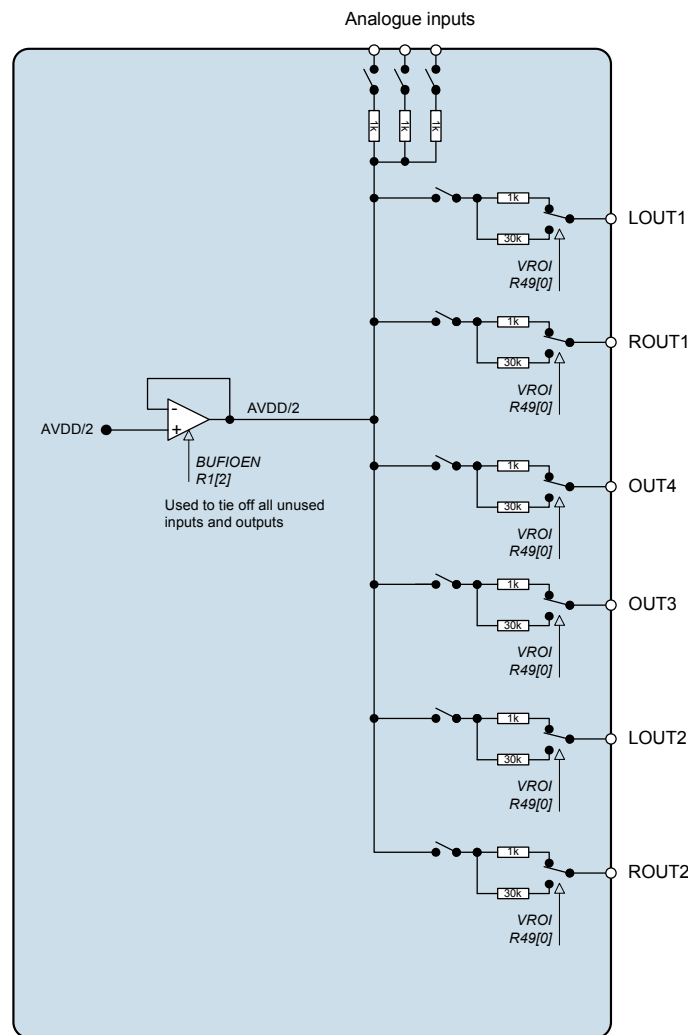 Analogue inputs
1k 1k 1k
1k
LOUT1
30k
VROI
R49[0]
1k
ROUT1
30k
VROI
R49[0]
AVDD/2
-
+
AVDD/2
BUFIOEN
R1[2]
Used to tie off all unused
inputs and outputs
1k
OUT4
30k
VROI
R49[0]
1k
OUT3
30k
VROI
R49[0]
1k
LOUT2
30k
VROI
R49[0]
1k
ROUT2
30k
VROI
R49[0]